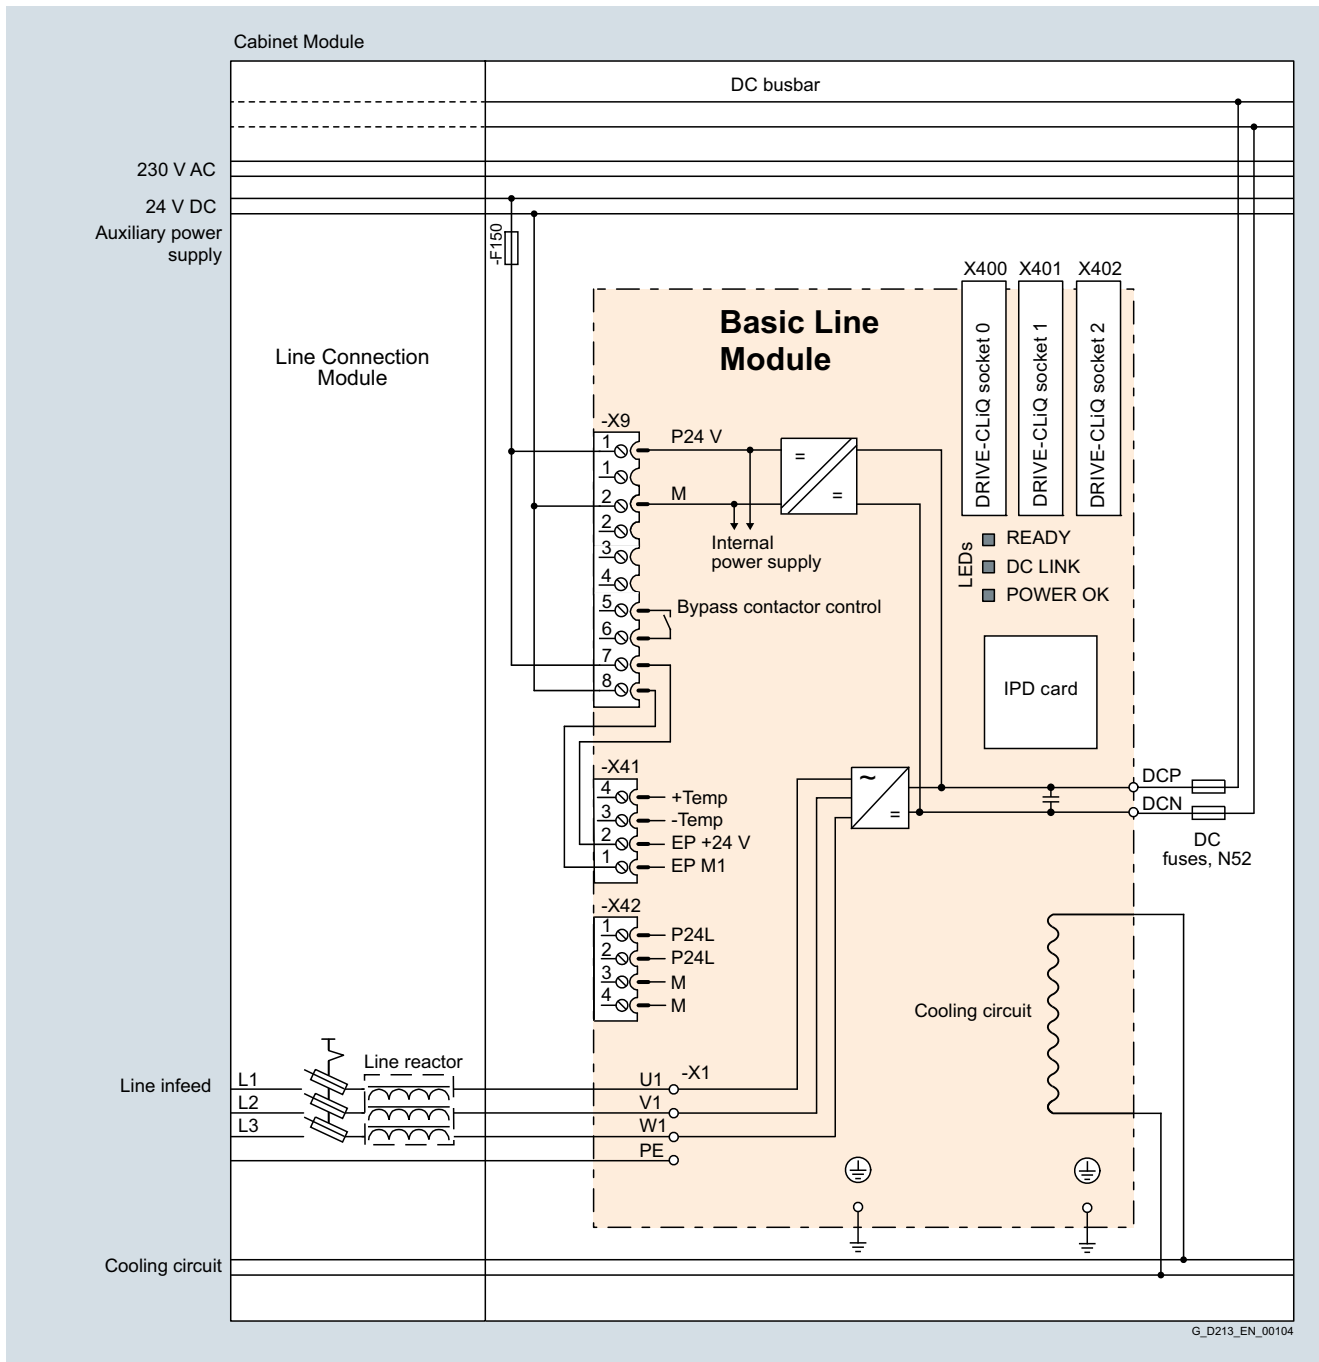 Cabinet Module
DC busbar
230 V AC
24 V DC
Auxiliary power
supply
-F150
Line Connection
Module
X400 X401 X402
Basic Line
Module
DRIVE-CLiQ socket 0
DRIVE-CLiQ socket 1
DRIVE-CLiQ socket 2
-X9
1 P24 V
1
2 M
2
3
4
5
6
7
8
=
=
Internal
power supply
Bypass contactor control
LEDs
READY
DC LINK
POWER OK
IPD card
-X41
4 +Temp
3 -Temp
2 EP +24 V
1 EP M1
~
=
DCP
DCN
DC
fuses, N52
-X42
1 P24L
2 P24L
3 M
4 M
Cooling circuit
Line reactor
Line infeed
L1
L2
L3
U1 -X1
V1
W1
PE
Cooling circuit
G_D213_EN_00104